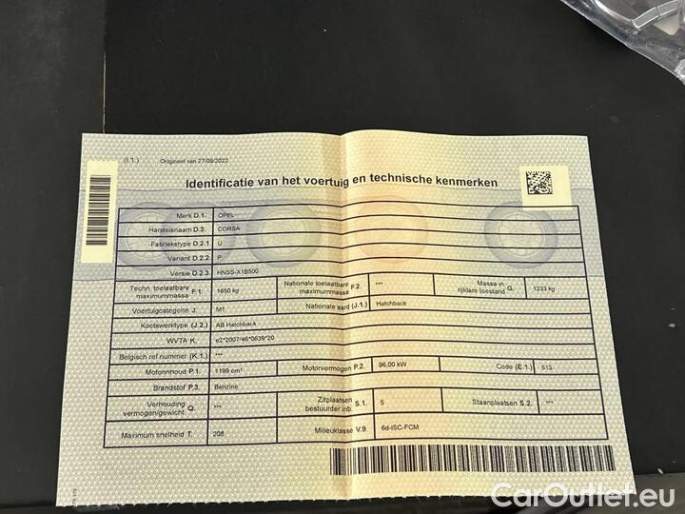 (I.1.) Origineel van 27/09/2022
Identificatie van het voertuig en technische kenmerken
Merk D.1. OPEL
Handelsnaam D.3. CORSA
Fabriekstype D.2.1 U
Variant D.2.2 P
Versie D.2.3 HNSS-X1B500
Techn. toelaatbare maximummassa F.1. 1650 kg Nationale toelaatbare maximummassa F.2. *** Massa in rijklare toestand G. 1233 kg
Voertuigcategorie J. M1 Nationale aard (J.1.) Hatchback
Koetswerktype (J.2.) AB Hatchback
WVTA K. e2*2007/46*0639*20
Belgisch ref nummer (K.1.) ***
Motorinhoud P.1. 1199 cm³ Motorvermogen P.2. 96,00 kW Code (E.1.) 513
Brandstof P.3. Benzine
Verhouding vermogen/gewicht Q. *** Zitplaatsen bestuurder inb. S.1. 5 Staanplaatsen S.2. ***
Maximum snelheid T. 208 Milieuklasse V.9. 6d-ISC-FCM
CarOutlet.eu